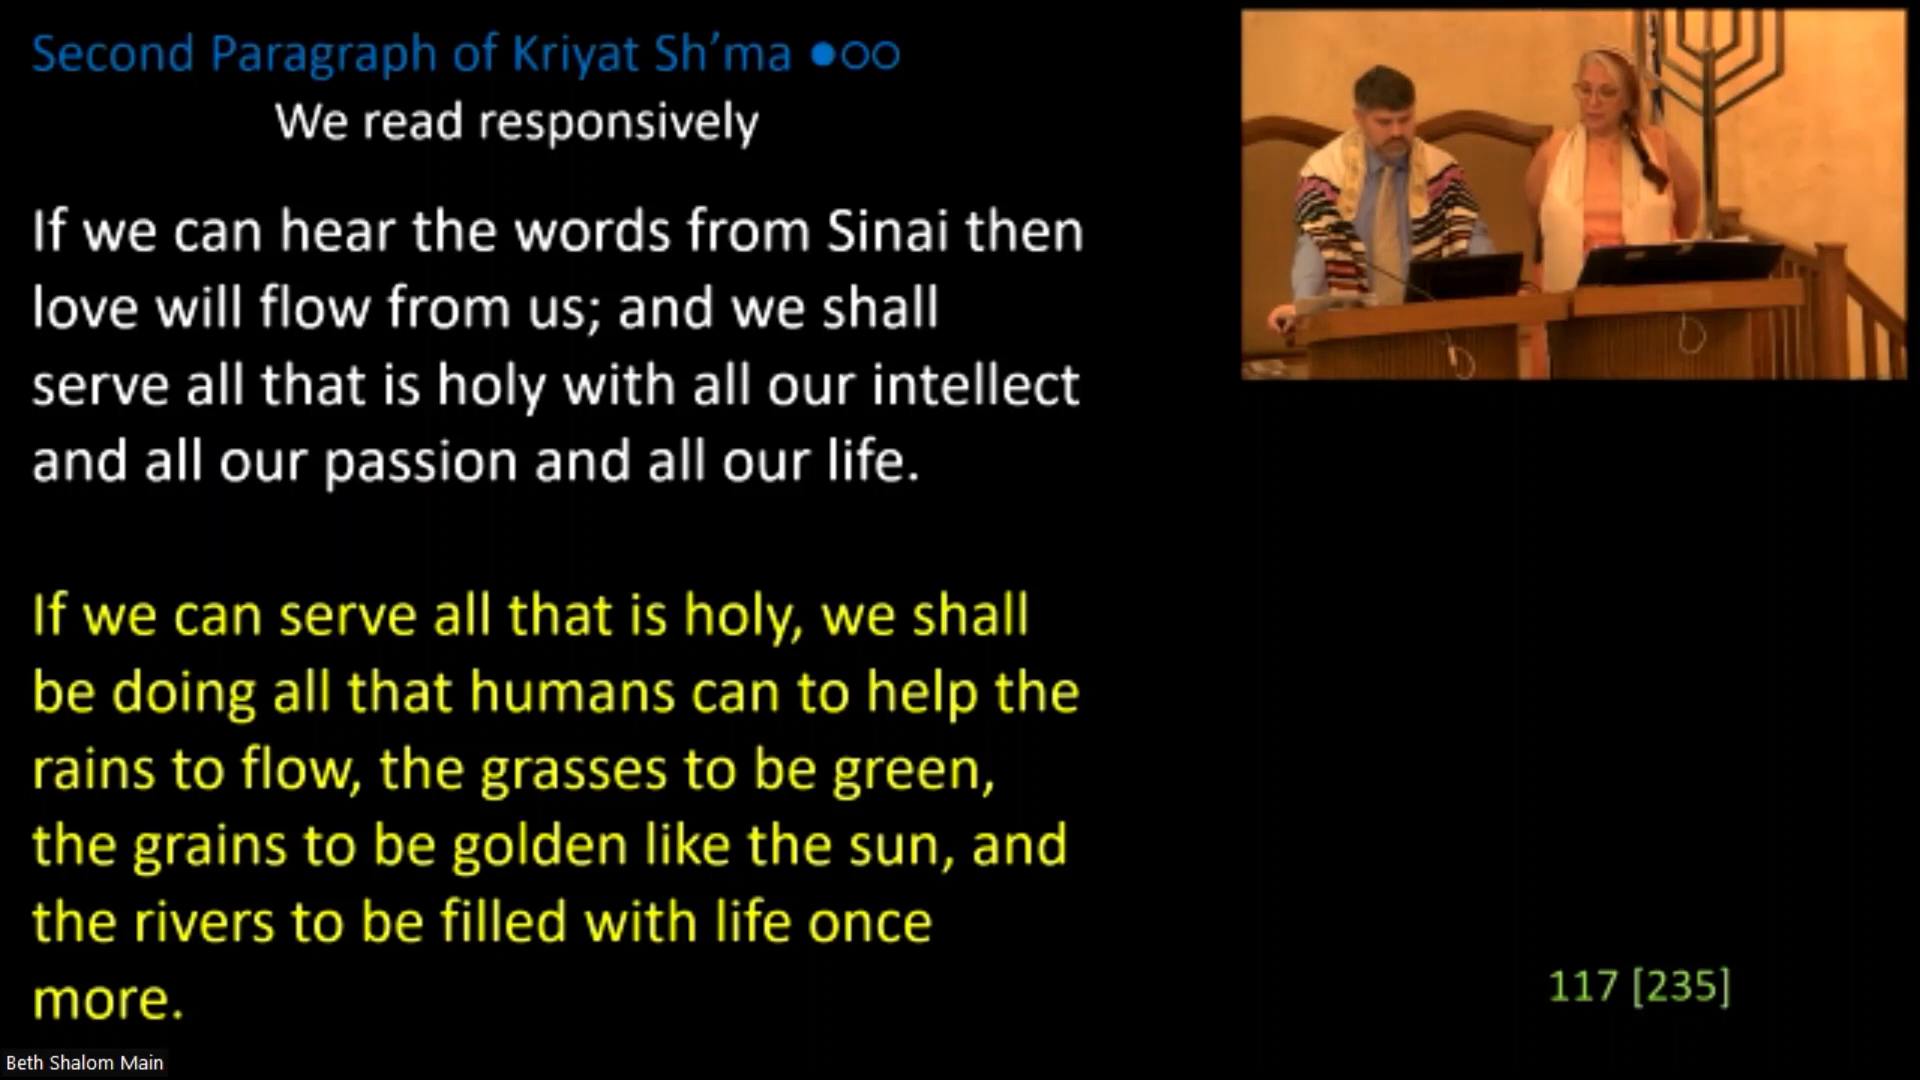 Second Paragraph of Kriyat Sh’ma ●○○
We read responsively
If we can hear the words from Sinai then
love will flow from us; and we shall
serve all that is holy with all our intellect
and all our passion and all our life.
If we can serve all that is holy, we shall
be doing all that humans can to help the
rains to flow, the grasses to be green,
the grains to be golden like the sun, and
the rivers to be filled with life once
more.
117 [235]
Beth Shalom Main